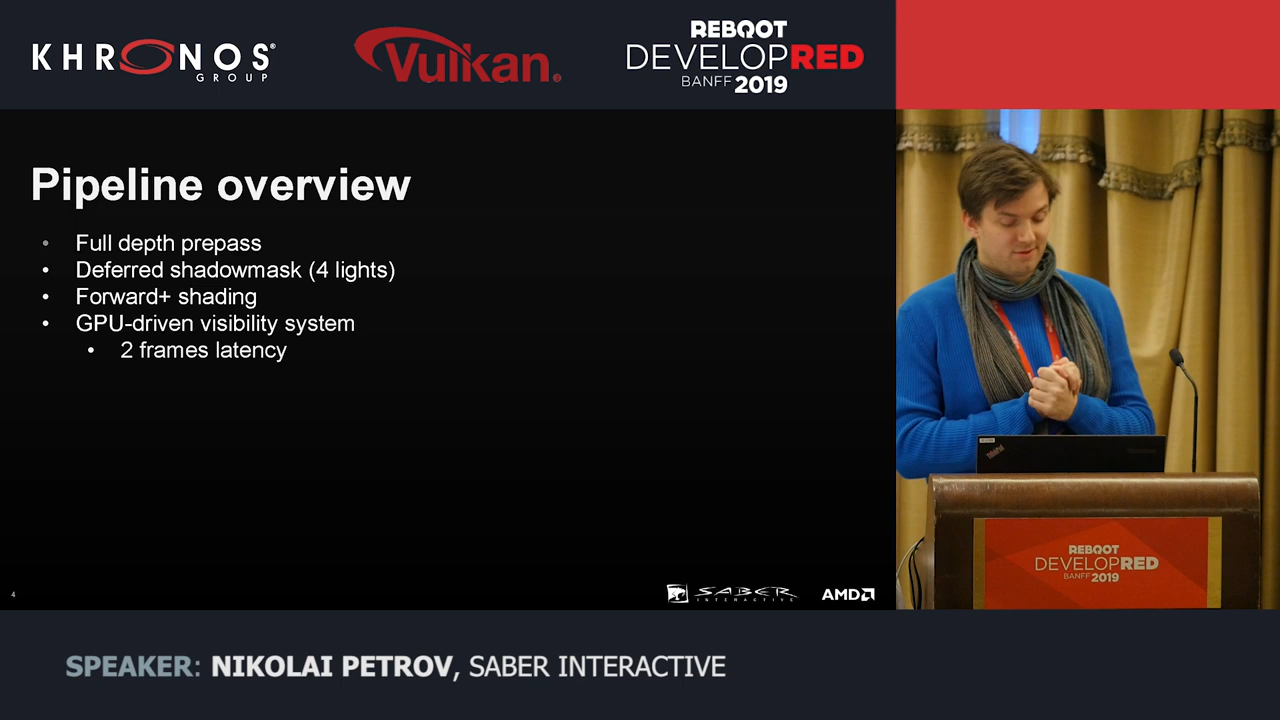 KHRONOS®
GROUP
Vulkan®
REBOOT
DEVELOPRED
BANFF 2019
Pipeline overview
• Full depth prepass
• Deferred shadowmask (4 lights)
• Forward+ shading
• GPU-driven visibility system
• 2 frames latency
4
SABER
INTERACTIVE
AMD
ThinkPad
REBOOT
DEVELOPRED
BANFF 2019
SPEAKER: NIKOLAI PETROV, SABER INTERACTIVE